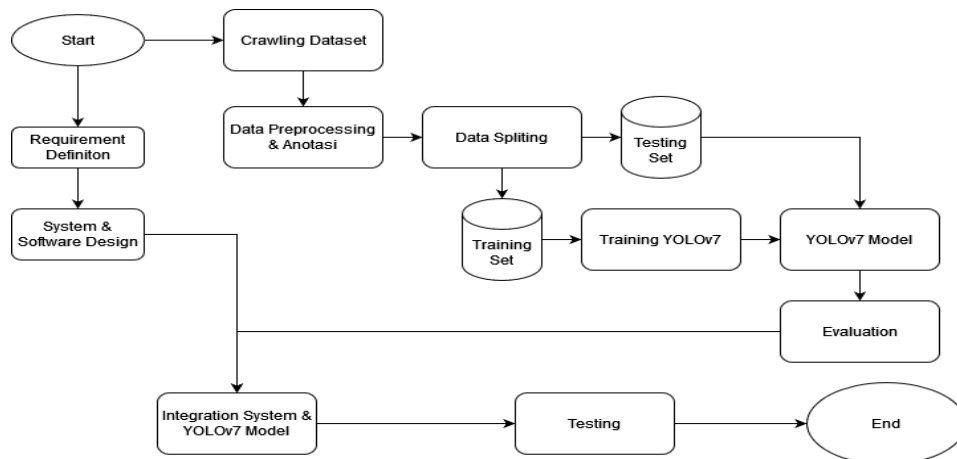 Start
Crawling Dataset
Requirement
Definiton
Data Preprocessing
& Anotasi
Data Spliting
Testing
Set
System &
Software Design
Training
Set
Training YOLOv7
YOLOv7 Model
Evaluation
Integration System &
YOLOv7 Model
Testing
End